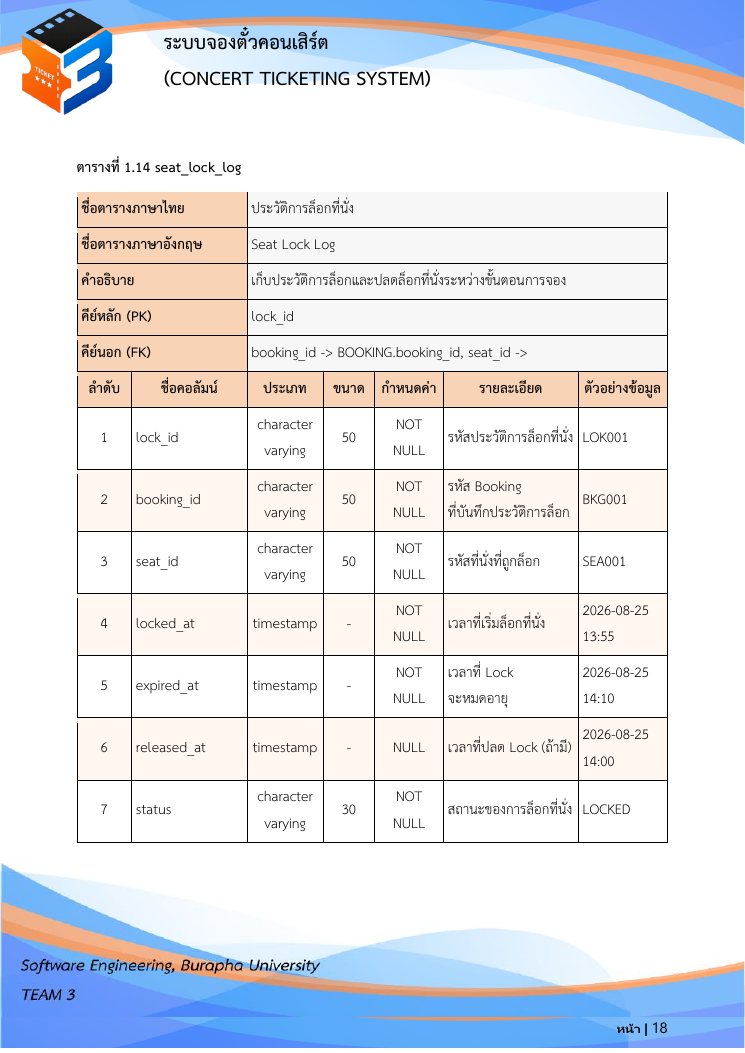 TICKET
ระบบจองตั๋วคอนเสิร์ต
(CONCERT TICKETING SYSTEM)
ตารางที่ 1.14 seat_lock_log
ชื่อตารางภาษาไทย ประวัติการล็อกที่นั่ง
ชื่อตารางภาษาอังกฤษ Seat Lock Log
คำอธิบาย เก็บประวัติการล็อกและปลดล็อกที่นั่งระหว่างขั้นตอนการจอง
คีย์หลัก (PK) lock_id
คีย์นอก (FK) booking_id -> BOOKING.booking_id, seat_id ->
ลำดับ ชื่อคอลัมน์ ประเภท ขนาด กำหนดค่า รายละเอียด ตัวอย่างข้อมูล
1 lock_id character varying 50 NOT NULL รหัสประวัติการล็อกที่นั่ง LOK001
2 booking_id character varying 50 NOT NULL รหัส Booking ที่บันทึกประวัติการล็อก BKG001
3 seat_id character varying 50 NOT NULL รหัสที่นั่งที่ถูกล็อก SEA001
4 locked_at timestamp - NOT NULL เวลาที่เริ่มล็อกที่นั่ง 2026-08-25 13:55
5 expired_at timestamp - NOT NULL เวลาที่ Lock จะหมดอายุ 2026-08-25 14:10
6 released_at timestamp - NULL เวลาที่ปลด Lock (ถ้ามี) 2026-08-25 14:00
7 status character varying 30 NOT NULL สถานะของการล็อกที่นั่ง LOCKED
Software Engineering, Burapha University
TEAM 3
หน้า | 18